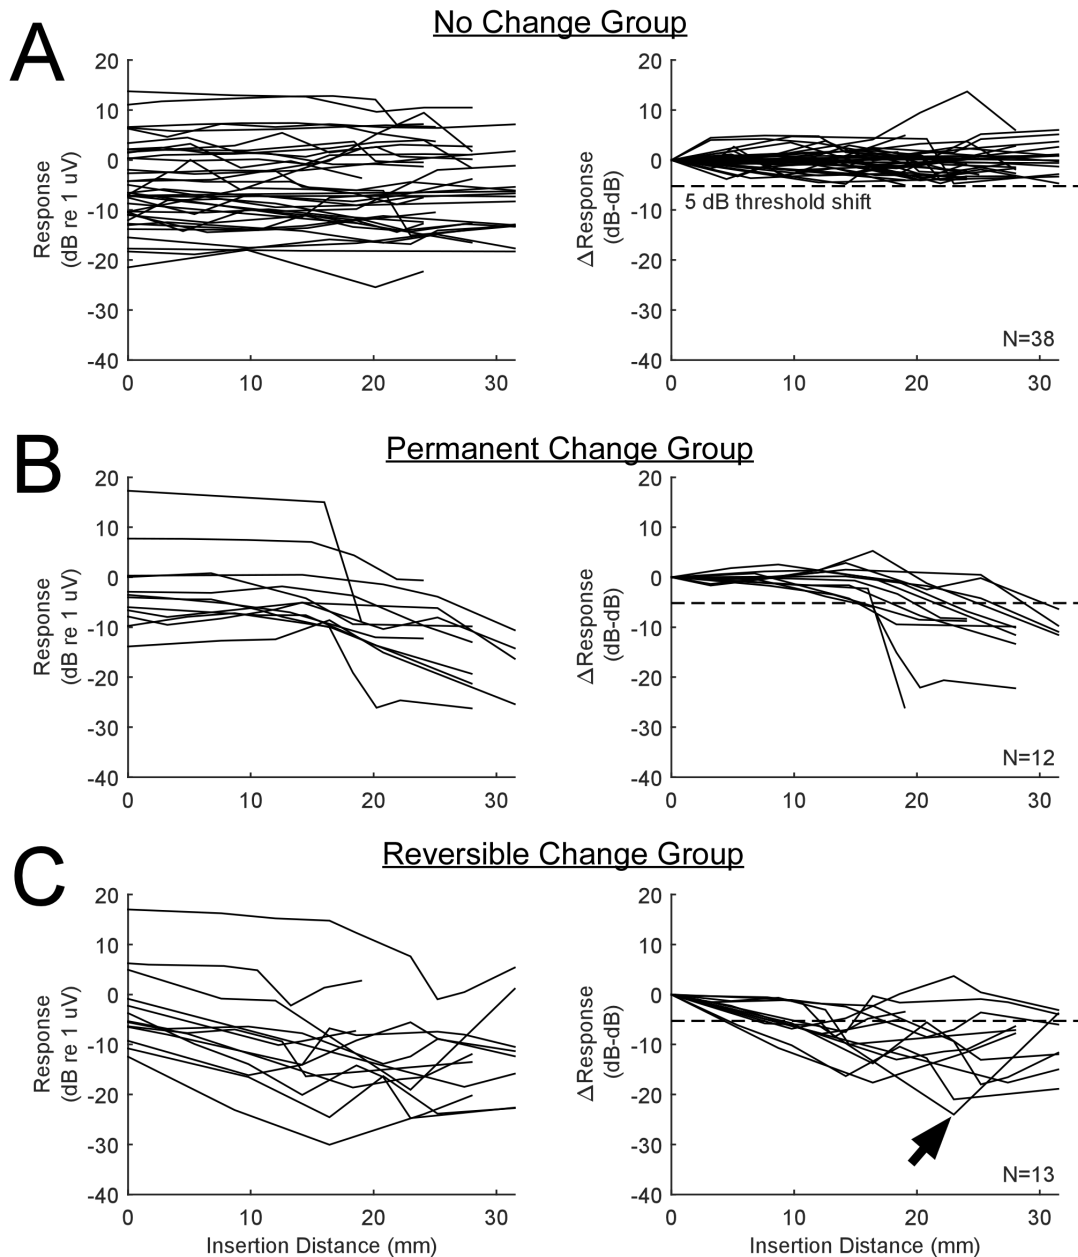 No Change Group
A
20
10
0
-10
-20
-30
-40
Response
(dB re 1 uV)
0 10 20 30
20
10
0
-10
-20
-30
-40
ΔResponse
(dB-dB)
5 dB threshold shift
N=38
0 10 20 30
Permanent Change Group
B
20
10
0
-10
-20
-30
-40
Response
(dB re 1 uV)
0 10 20 30
20
10
0
-10
-20
-30
-40
ΔResponse
(dB-dB)
N=12
0 10 20 30
Reversible Change Group
C
20
10
0
-10
-20
-30
-40
Response
(dB re 1 uV)
0 10 20 30
Insertion Distance (mm)
20
10
0
-10
-20
-30
-40
ΔResponse
(dB-dB)
N=13
0 10 20 30
Insertion Distance (mm)